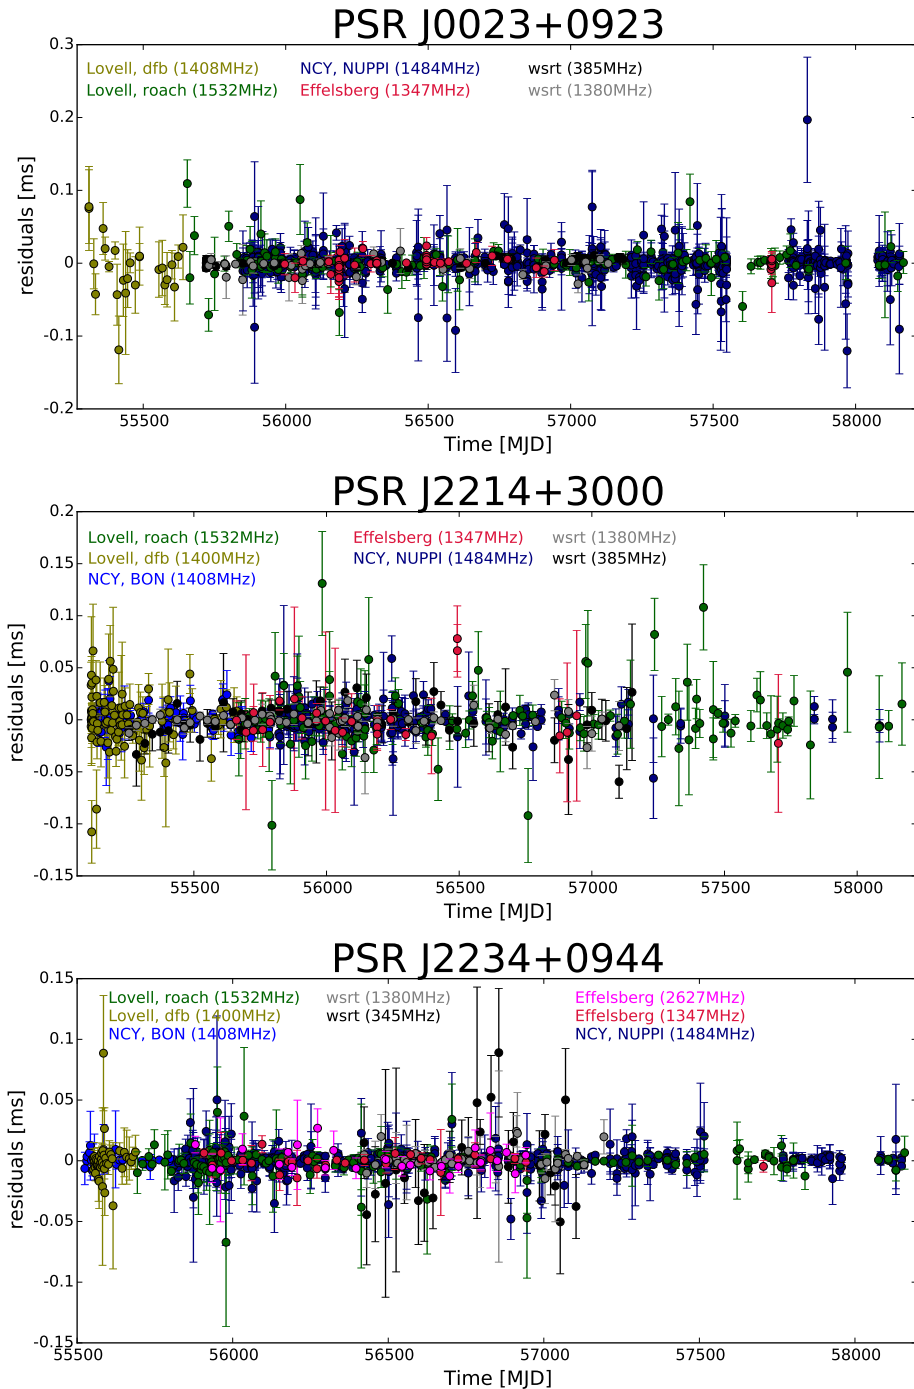 PSR J0023+0923
0.3
Lovell, dfb (1408MHz) NCY, NUPPI (1484MHz) wsrt (385MHz)
Lovell, roach (1532MHz) Effelsberg (1347MHz) wsrt (1380MHz)
0.2
0.1
0
-0.1
-0.2
residuals [ms]
55500 56000 56500 57000 57500 58000
Time [MJD]
PSR J2214+3000
0.2
Lovell, roach (1532MHz) Effelsberg (1347MHz) wsrt (1380MHz)
Lovell, dfb (1400MHz) NCY, NUPPI (1484MHz) wsrt (385MHz)
NCY, BON (1408MHz)
0.15
0.1
0.05
0
-0.05
-0.1
-0.15
residuals [ms]
55500 56000 56500 57000 57500 58000
Time [MJD]
PSR J2234+0944
0.15
Lovell, roach (1532MHz) wsrt (1380MHz) Effelsberg (2627MHz)
Lovell, dfb (1400MHz) wsrt (345MHz) Effelsberg (1347MHz)
NCY, BON (1408MHz) NCY, NUPPI (1484MHz)
0.1
0.05
0
-0.05
-0.1
-0.15
residuals [ms]
55500 56000 56500 57000 57500 58000
Time [MJD]